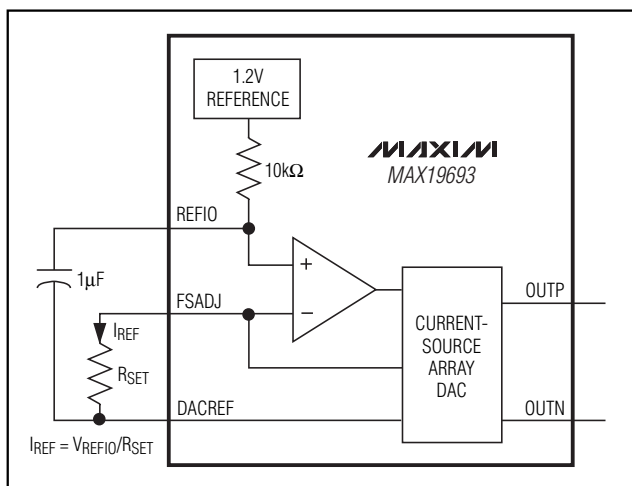 1.2V
REFERENCE
10kΩ
MAXIM
MAX19693
REFIO
+
1μF
FSADJ
−
OUTP
IREF
CURRENT-
SOURCE
ARRAY
DAC
RSET
DACREF
OUTN
IREF = VREFIO/RSET